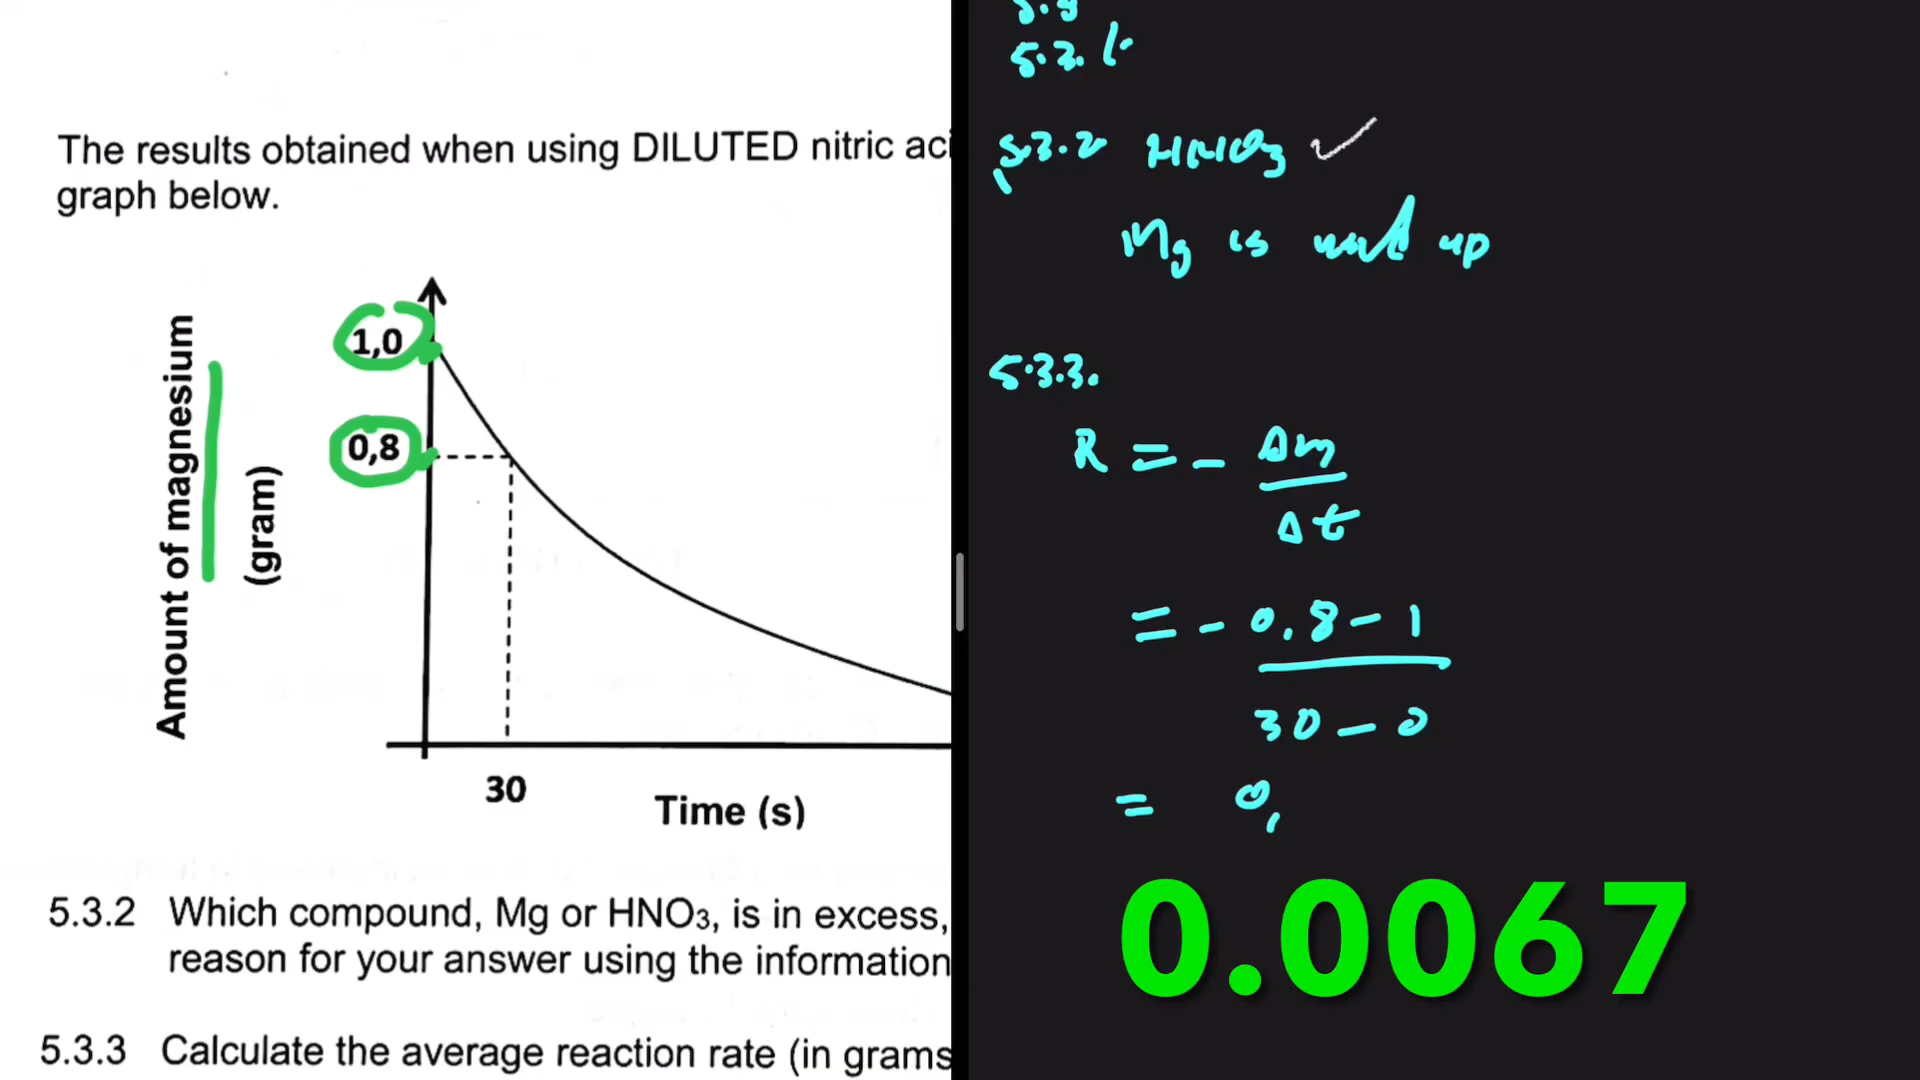 The results obtained when using DILUTED nitric aci
graph below.
Amount of magnesium
(gram)
1,0
0,8
30
Time (s)
5.3.2 Which compound, Mg or HNO₃, is in excess,
reason for your answer using the information
5.3.3 Calculate the average reaction rate (in grams
5.3.2 HNO₃ ✓
Mg is used up
5.3.3.
R = - Δm
Δt
= - 0.8 - 1
30 - 0
= 0,
0.0067